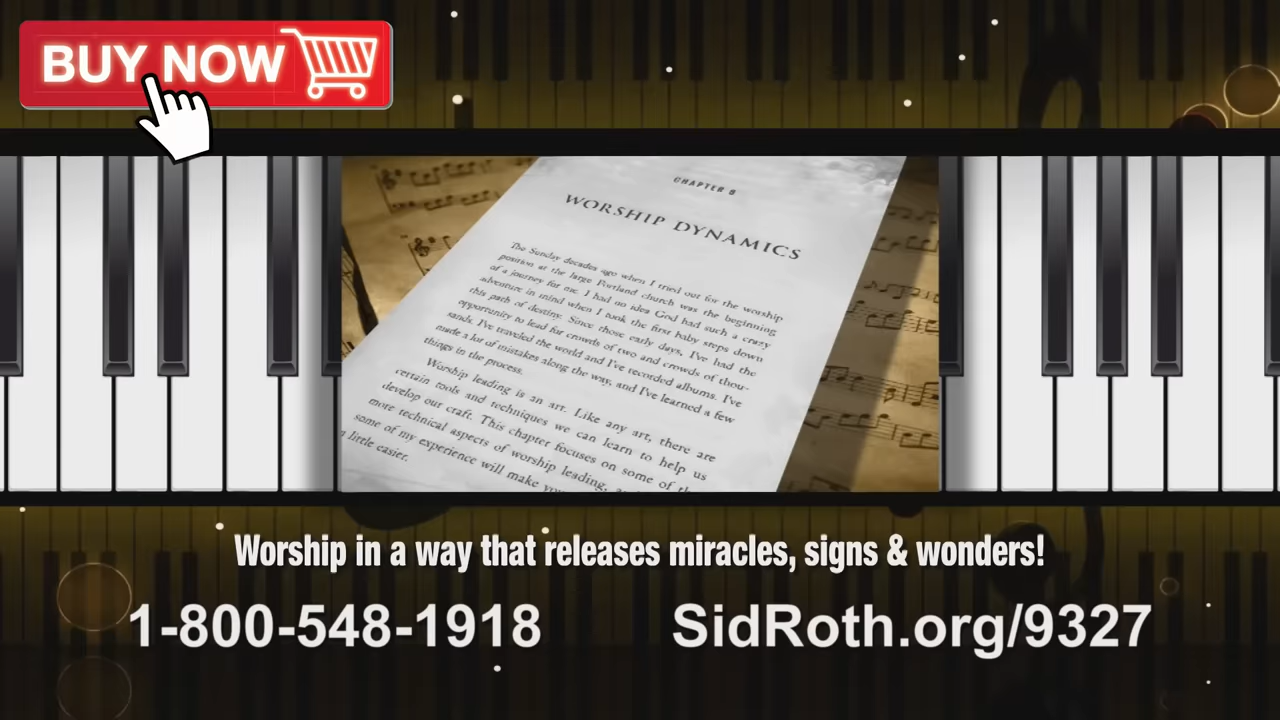 BUY NOW
CHAPTER 8
WORSHIP DYNAMICS
The Sunday decades ago when I tried out for the worship
position at the large Portland church was the beginning
of a journey for me. I had no idea God had such a crazy
adventure in mind when I took the first baby steps down
this path of destiny. Since those early days, I've had the
opportunity to lead for crowds of two and crowds of thou-
sands. I've traveled the world and I've recorded albums. I've
made a lot of mistakes along the way, and I've learned a few
things in the process.
Worship leading is an art. Like any art, there are
certain tools and techniques we can learn to help us
develop our craft. This chapter focuses on some of the
more technical aspects of worship leading,
some of my experience will make you
a little easier.
Worship in a way that releases miracles, signs & wonders!
1-800-548-1918
SidRoth.org/9327